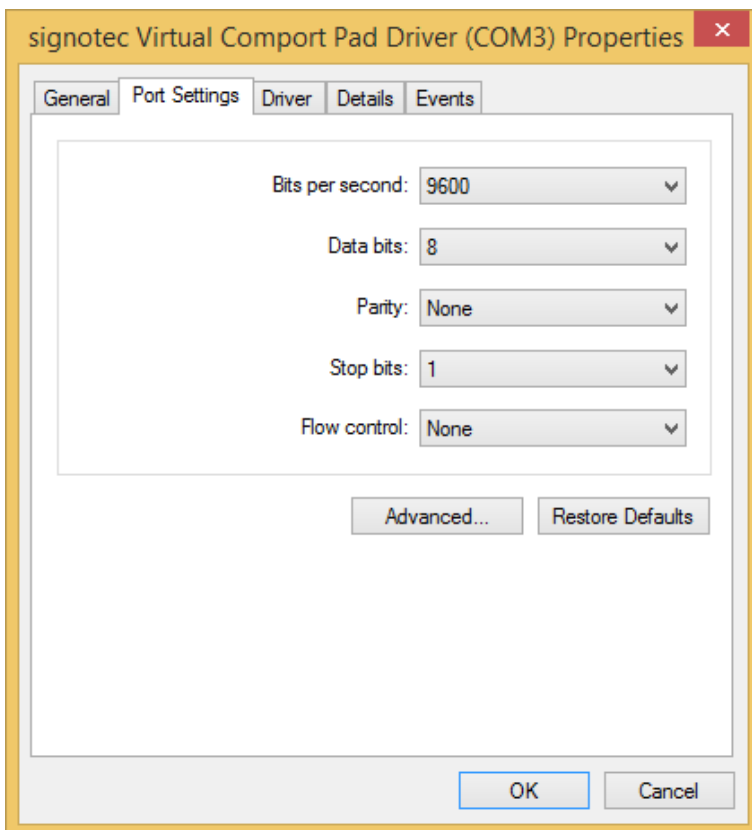 signotec Virtual Comport Pad Driver (COM3) Properties
General Port Settings Driver Details Events
Bits per second: 9600
Data bits: 8
Parity: None
Stop bits: 1
Flow control: None
Advanced... Restore Defaults
OK Cancel